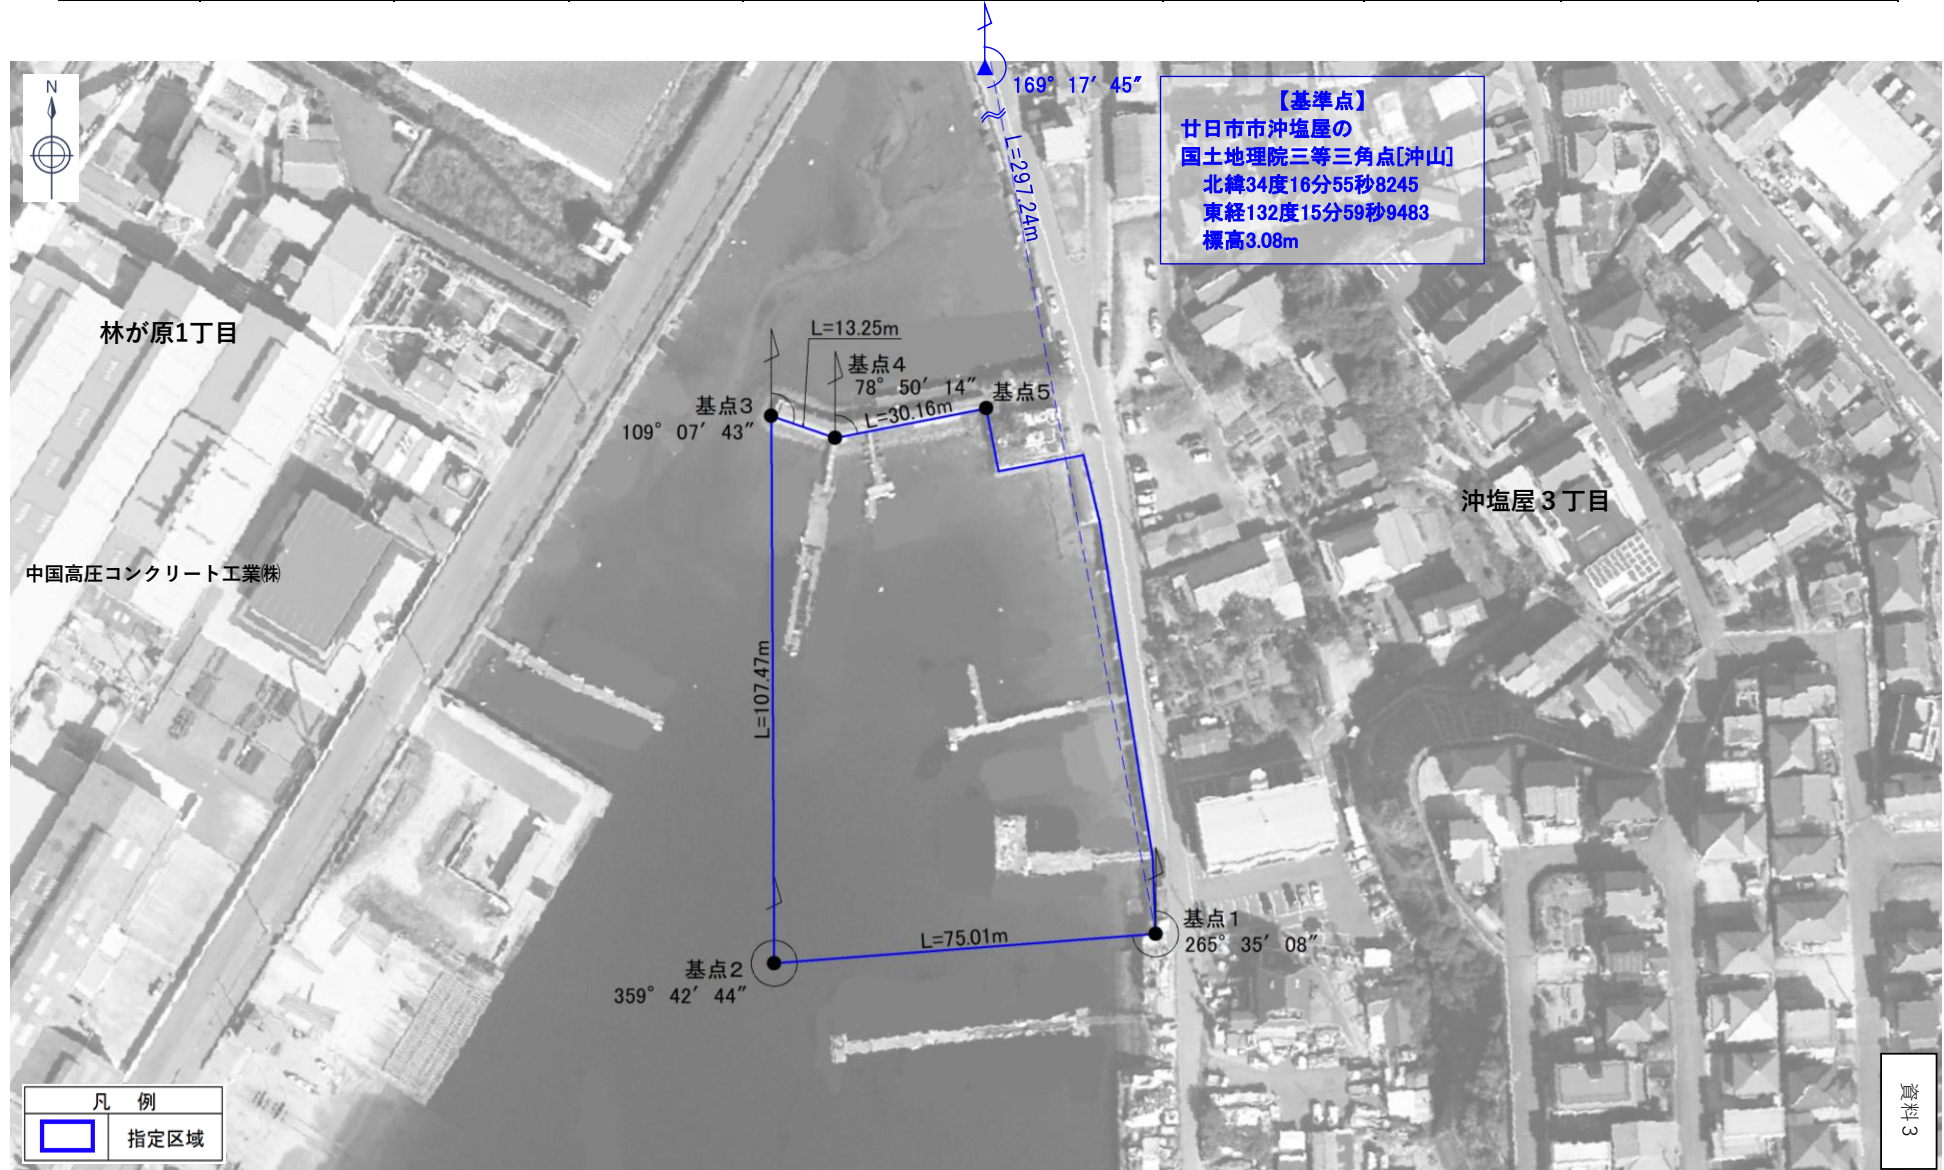 N
169° 17′ 45″
L=297.24m
【基準点】
廿日市市沖塩屋の
国土地理院三等三角点[沖山]
北緯34度16分55秒8245
東経132度15分59秒9483
標高3.08m
林が原1丁目
L=13.25m
基点4
78° 50′ 14″
基点5
基点3
109° 07′ 43″
L=30.16m
沖塩屋３丁目
中国高圧コンクリート工業㈱
L=107.47m
基点1
265° 35′ 08″
L=75.01m
基点2
359° 42′ 44″
凡 例
指定区域
資料３